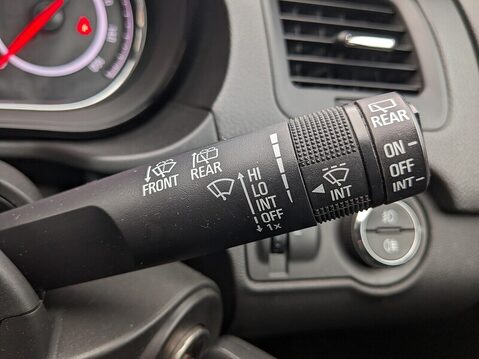 FRONT
REAR
HI
LO
INT
OFF
1x
INT
REAR
ON
OFF
INT